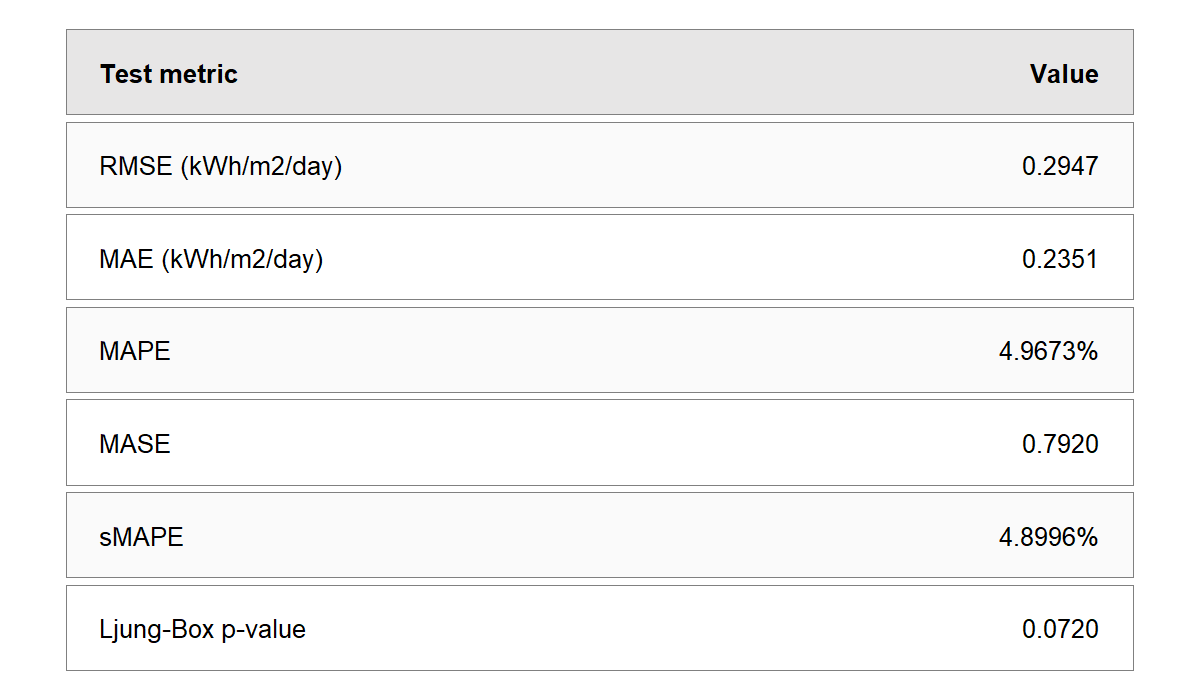 Test metric Value
RMSE (kWh/m2/day) 0.2947
MAE (kWh/m2/day) 0.2351
MAPE 4.9673%
MASE 0.7920
sMAPE 4.8996%
Ljung-Box p-value 0.0720